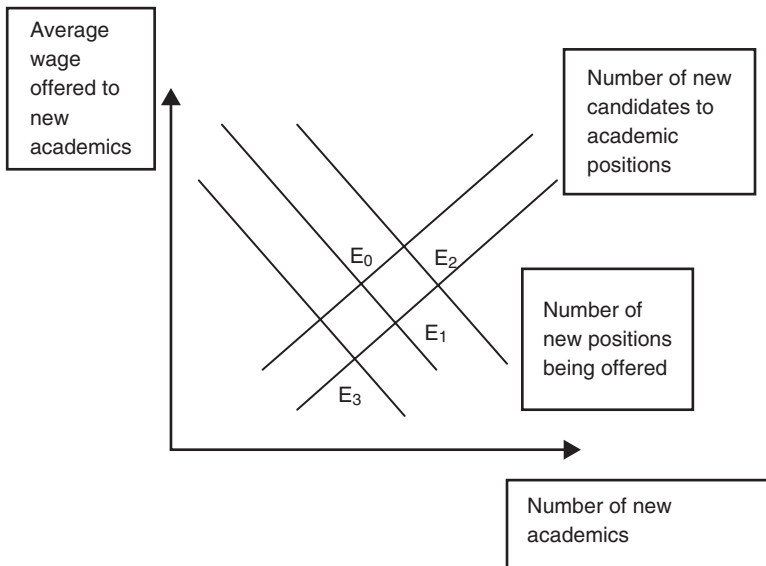 Average
wage
offered to
new
academics
Number of new
candidates to
academic
positions
E₀
E₂
E₁
E₃
Number of
new positions
being offered
Number of new
academics